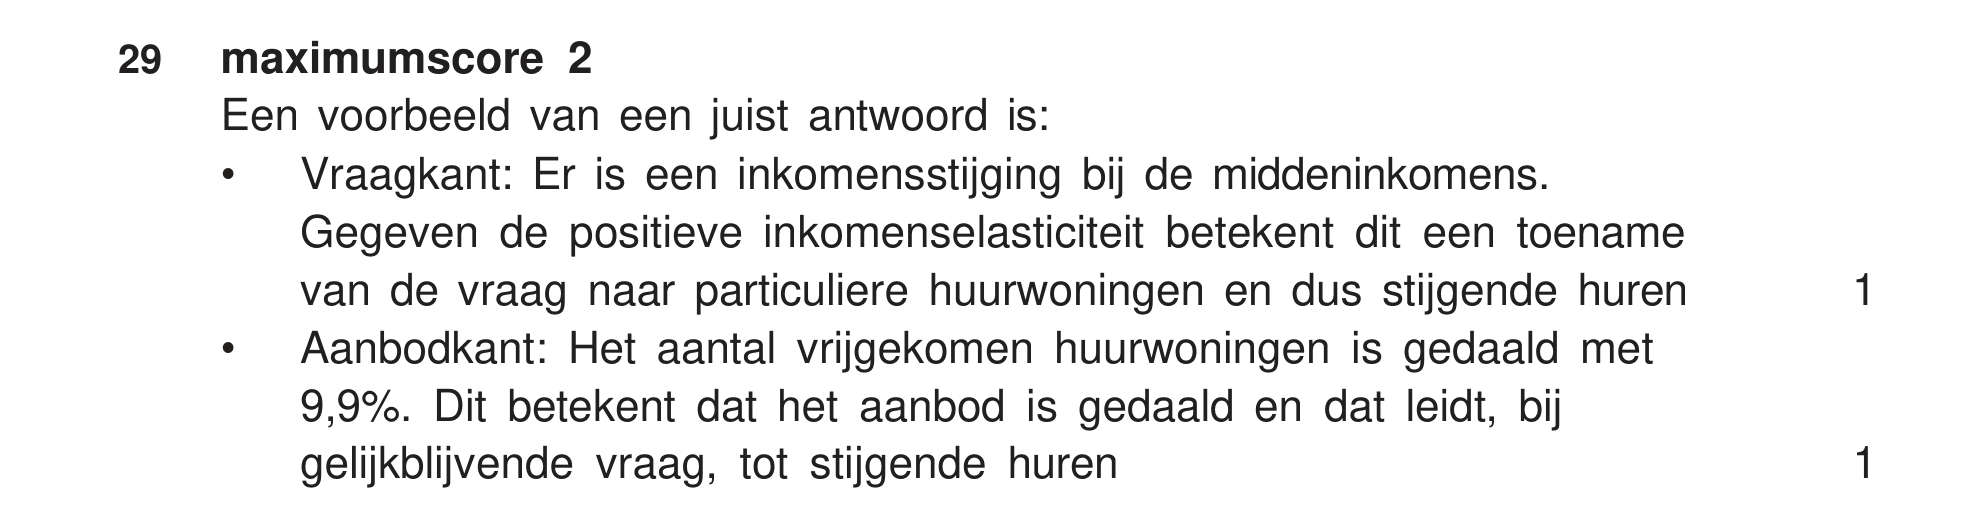 29 maximumscore 2
Een voorbeeld van een juist antwoord is:
• Vraagkant: Er is een inkomensstijging bij de middeninkomens.
Gegeven de positieve inkomenselasticiteit betekent dit een toename
van de vraag naar particuliere huurwoningen en dus stijgende huren 1
• Aanbodkant: Het aantal vrijgekomen huurwoningen is gedaald met
9,9%. Dit betekent dat het aanbod is gedaald en dat leidt, bij
gelijkblijvende vraag, tot stijgende huren 1